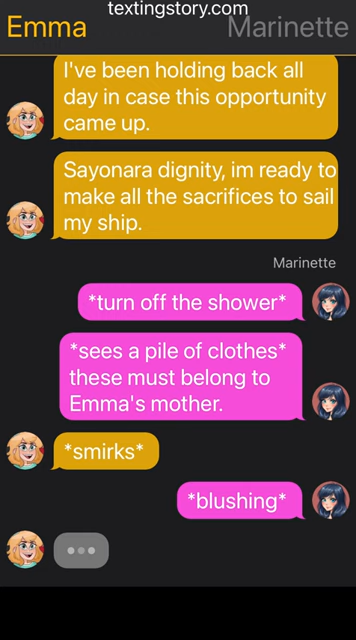 textingstory.com
Emma
Marinette
I've been holding back all
day in case this opportunity
came up.
Sayonara dignity, im ready to
make all the sacrifices to sail
my ship.
Marinette
*turn off the shower*
*sees a pile of clothes*
these must belong to
Emma's mother.
*smirks*
*blushing*